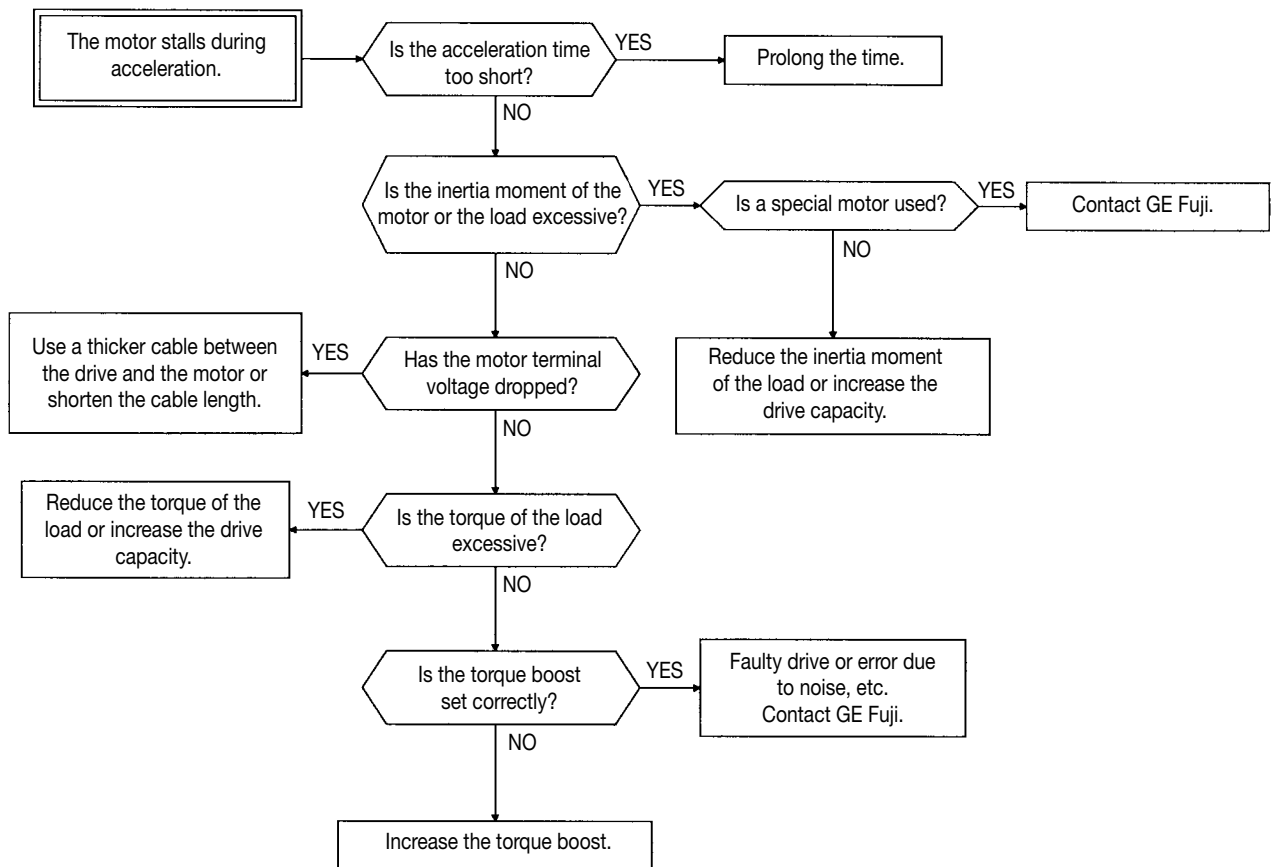 The motor stalls during
acceleration.
Is the acceleration time
too short?
YES
Prolong the time.
NO
Is the inertia moment of the
motor or the load excessive?
YES
Is a special motor used?
YES
Contact GE Fuji.
NO
NO
Use a thicker cable between
the drive and the motor or
shorten the cable length.
YES
Has the motor terminal
voltage dropped?
Reduce the inertia moment
of the load or increase the
drive capacity.
NO
Reduce the torque of the
load or increase the drive
capacity.
YES
Is the torque of the load
excessive?
NO
Is the torque boost
set correctly?
YES
Faulty drive or error due
to noise, etc.
Contact GE Fuji.
NO
Increase the torque boost.